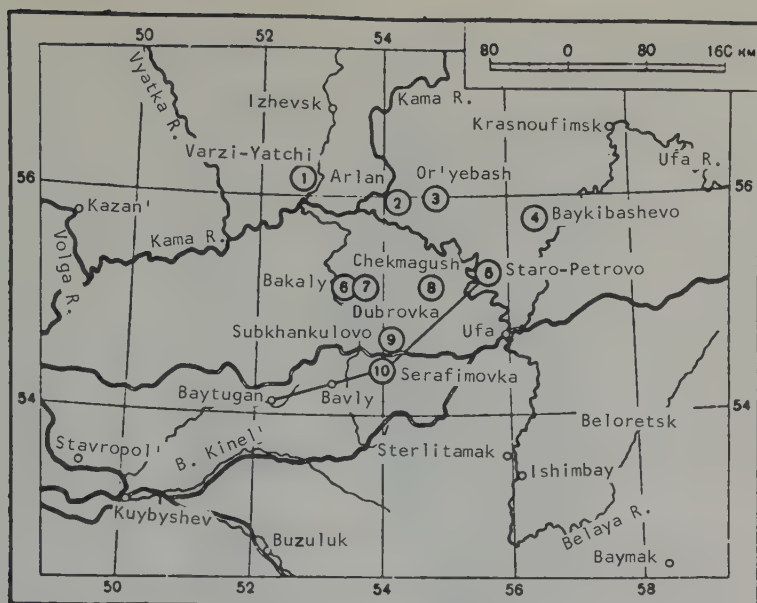 52 54 80 0 80 160 км
Vyatka R.
Izhevsk
Kama R.
Krasnoufimsk
Ufa R.
Varzi-Yatchi
1
Arlan
Or'yebash
56 2 3 56
Kazan'
4
Baykibashevo
Volga R.
Kama R.
Chekmagush
Bakaly 6 7 8
Staro-Petrovo
Dubrovka
Subkhankulovo
9
Ufa
10
Serafimovka
Baytugan
Bavly
54 54
Beloretsk
Stavropol'
B. Kinel'
Sterlitamak
Ishimbay
Kuybyshev
Buzuluk
Belaya R.
Baymak
50 52 54 56 58